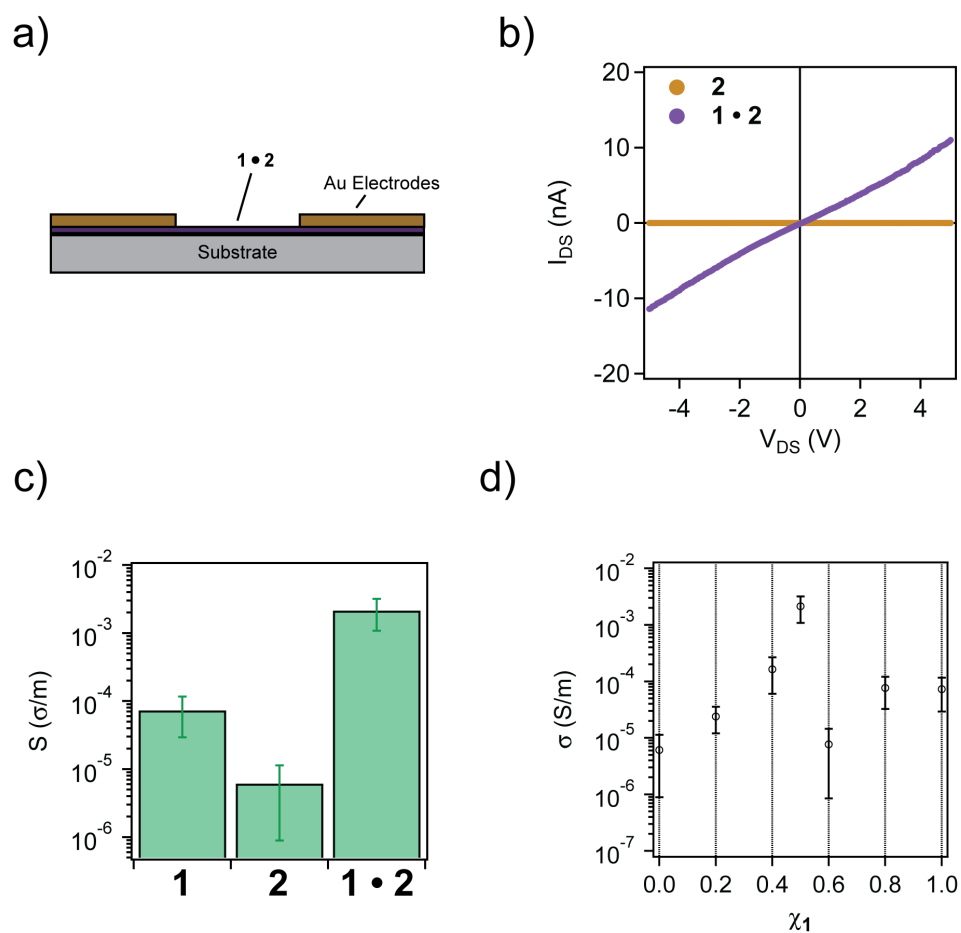 a)
1 • 2
Au Electrodes
Substrate
b)
20
10
0
-10
-20
I_DS (nA)
2
1 • 2
-4 -2 0 2 4
V_DS (V)
c)
10^-2
10^-3
10^-4
10^-5
10^-6
S (σ/m)
1 2 1 • 2
d)
10^-2
10^-3
10^-4
10^-5
10^-6
10^-7
σ (S/m)
0.0 0.2 0.4 0.6 0.8 1.0
χ_1